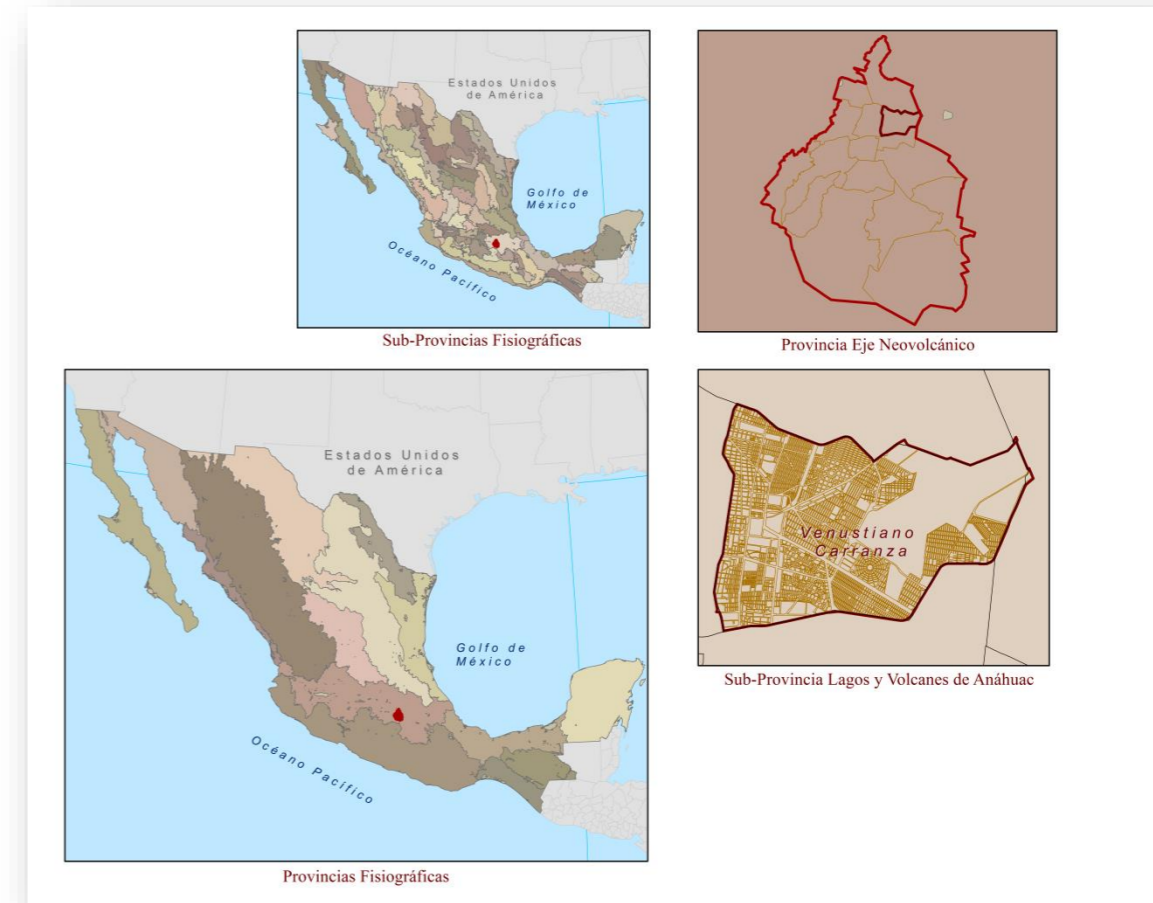 Estados Unidos
de América
Golfo de
México
Océano Pacífico
Sub-Provincias Fisiográficas
Provincia Eje Neovolcánico
Estados Unidos
de América
Golfo de
México
Océano Pacífico
Provincias Fisiográficas
Venustiano
Carranza
Sub-Provincia Lagos y Volcanes de Anáhuac